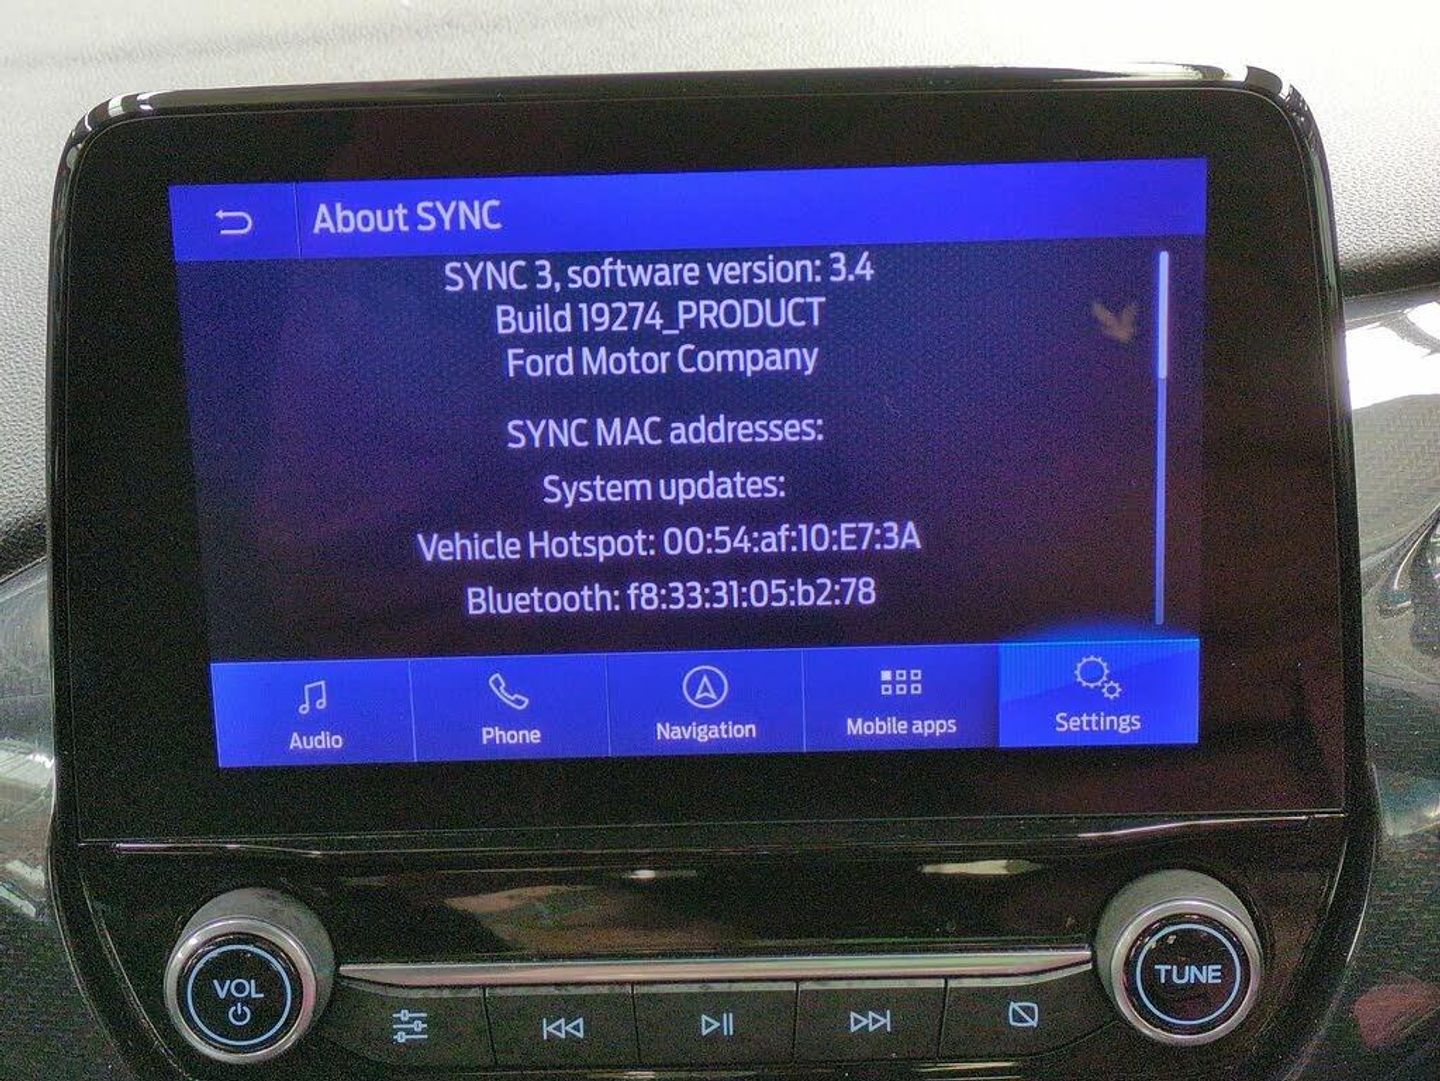 About SYNC
SYNC 3, software version: 3.4
Build 19274_PRODUCT
Ford Motor Company
SYNC MAC addresses:
System updates:
Vehicle Hotspot: 00:54:af:10:E7:3A
Bluetooth: f8:33:31:05:b2:78
Audio
Phone
Navigation
Mobile apps
Settings
VOL
TUNE